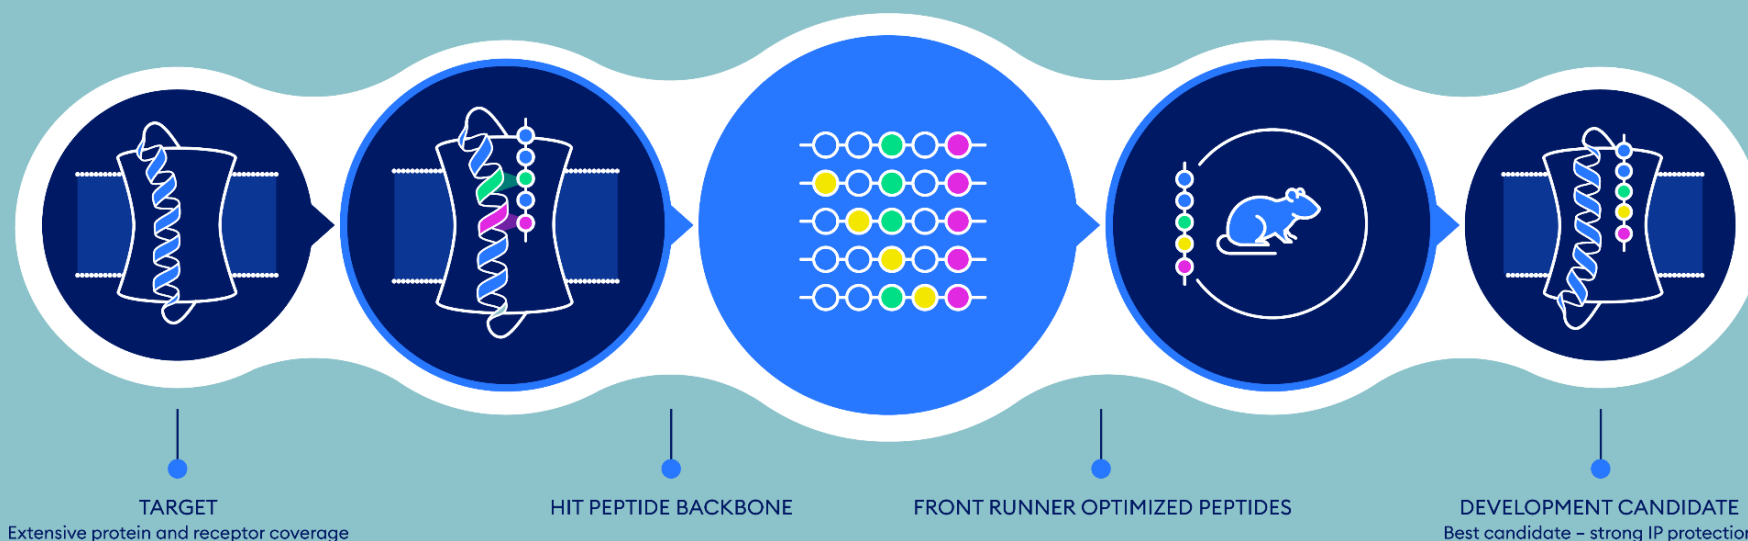 TARGET
Extensive protein and receptor coverage
HIT PEPTIDE BACKBONE
FRONT RUNNER OPTIMIZED PEPTIDES
DEVELOPMENT CANDIDATE
Best candidate – strong IP protection